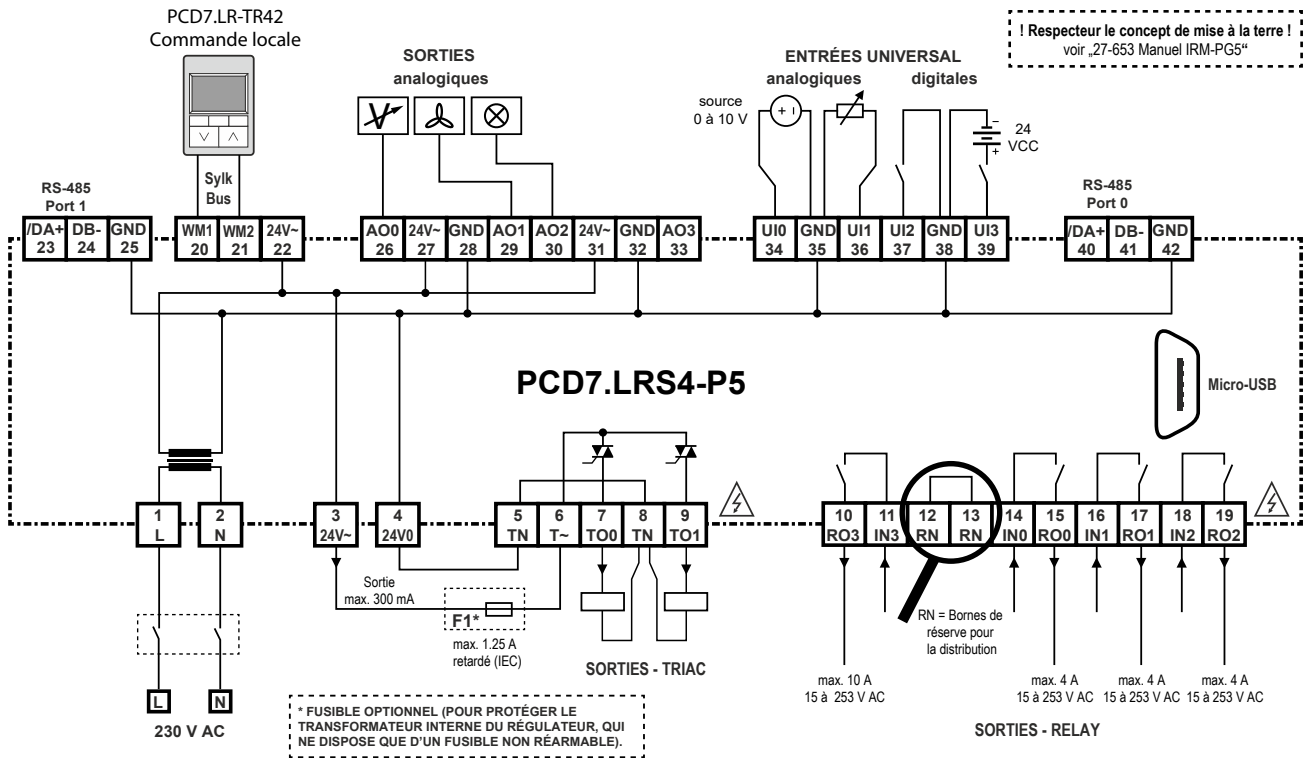 PCD7.LR-TR42
Commande locale
SORTIES
analogiques
ENTRÉES UNIVERSAL
analogiques digitales
! Respecteur le concept de mise à la terre !
voir „27-653 Manuel IRM-PG5“
source
0 à 10 V
+ I
–
+
24
VCC
Sylk
Bus
RS-485
Port 1
RS-485
Port 0
/DA+ DB- GND
23 24 25
WM1 WM2 24V~
20 21 22
AO0 24V~ GND AO1 AO2 24V~ GND AO3
26 27 28 29 30 31 32 33
UI0 GND UI1 UI2 GND UI3
34 35 36 37 38 39
/DA+ DB- GND
40 41 42
PCD7.LRS4-P5
Micro-USB
1 2 3 4 5 6 7 8 9
L N 24V~ 24V0 TN T~ TO0 TN TO1
10 11 12 13 14 15 16 17 18 19
RO3 IN3 RN RN IN0 RO0 IN1 RO1 IN2 RO2
Sortie
max. 300 mA
F1*
max. 1.25 A
retardé (IEC)
SORTIES - TRIAC
RN = Bornes de
réserve pour
la distribution
max. 10 A
15 à 253 V AC
max. 4 A
15 à 253 V AC
max. 4 A
15 à 253 V AC
max. 4 A
15 à 253 V AC
SORTIES - RELAY
L N
230 V AC
* FUSIBLE OPTIONNEL (POUR PROTÉGER LE
TRANSFORMATEUR INTERNE DU RÉGULATEUR, QUI
NE DISPOSE QUE D'UN FUSIBLE NON RÉARMABLE).